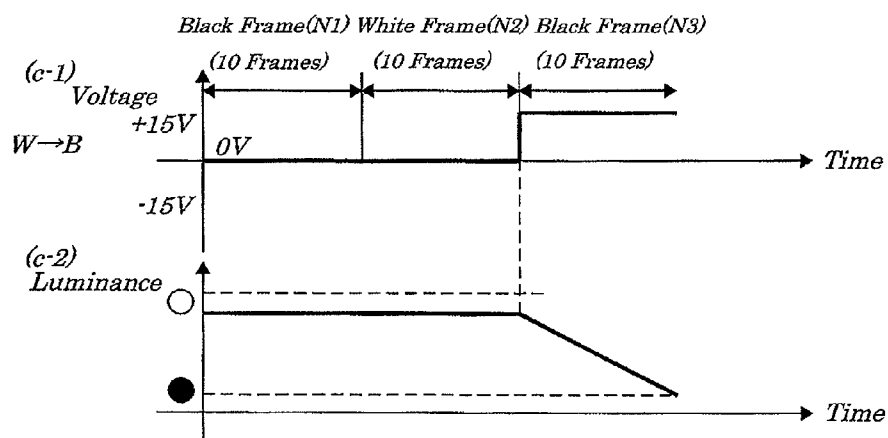 Black Frame(N1) White Frame(N2) Black Frame(N3)
(10 Frames) (10 Frames) (10 Frames)
(c-1)
Voltage
+15V
W→B
0V
Time
-15V
(c-2)
Luminance
Time